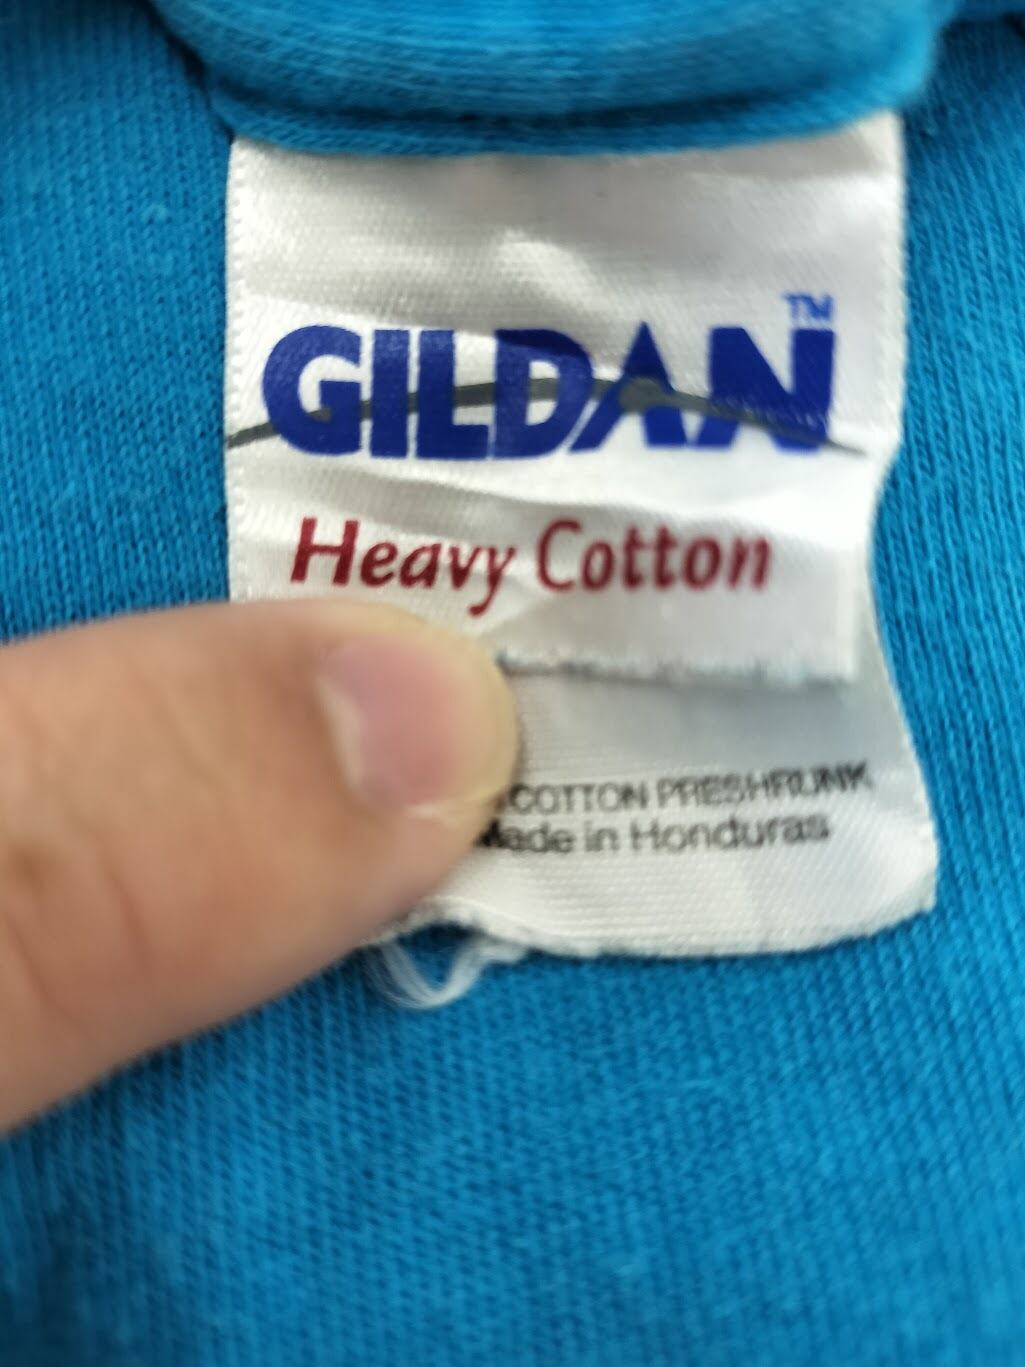 GILDAN™
Heavy Cotton
COTTON PRESHRUNK
Made in Honduras